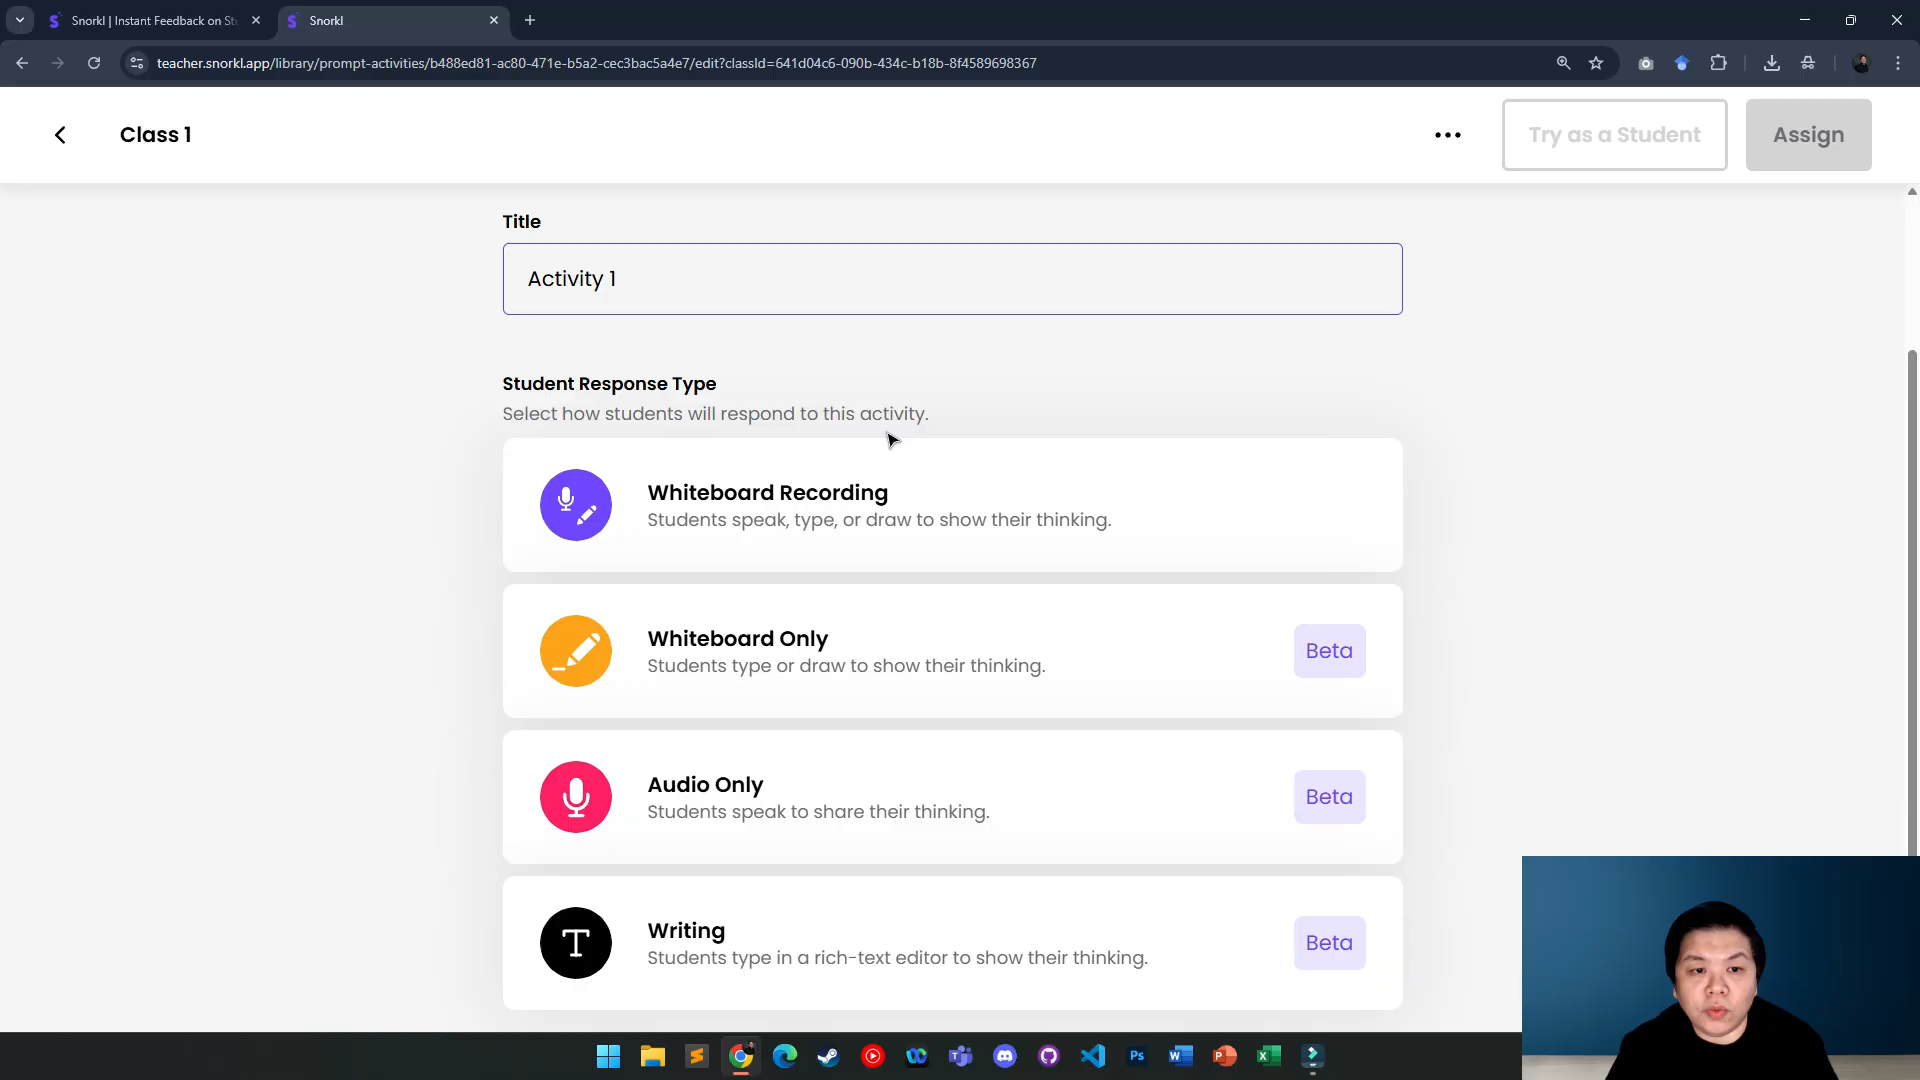 Snorkl | Instant Feedback on Stu
Snorkl
teacher.snorkl.app/library/prompt-activities/b488ed81-ac80-471e-b5a2-cec3bac5a4e7/edit?classId=641d04c6-090b-434c-b18b-8f4589698367
Class 1
Try as a Student
Assign
Title
Activity 1
Student Response Type
Select how students will respond to this activity.
Whiteboard Recording
Students speak, type, or draw to show their thinking.
Whiteboard Only
Students type or draw to show their thinking.
Beta
Audio Only
Students speak to share their thinking.
Beta
T
Writing
Students type in a rich-text editor to show their thinking.
Beta